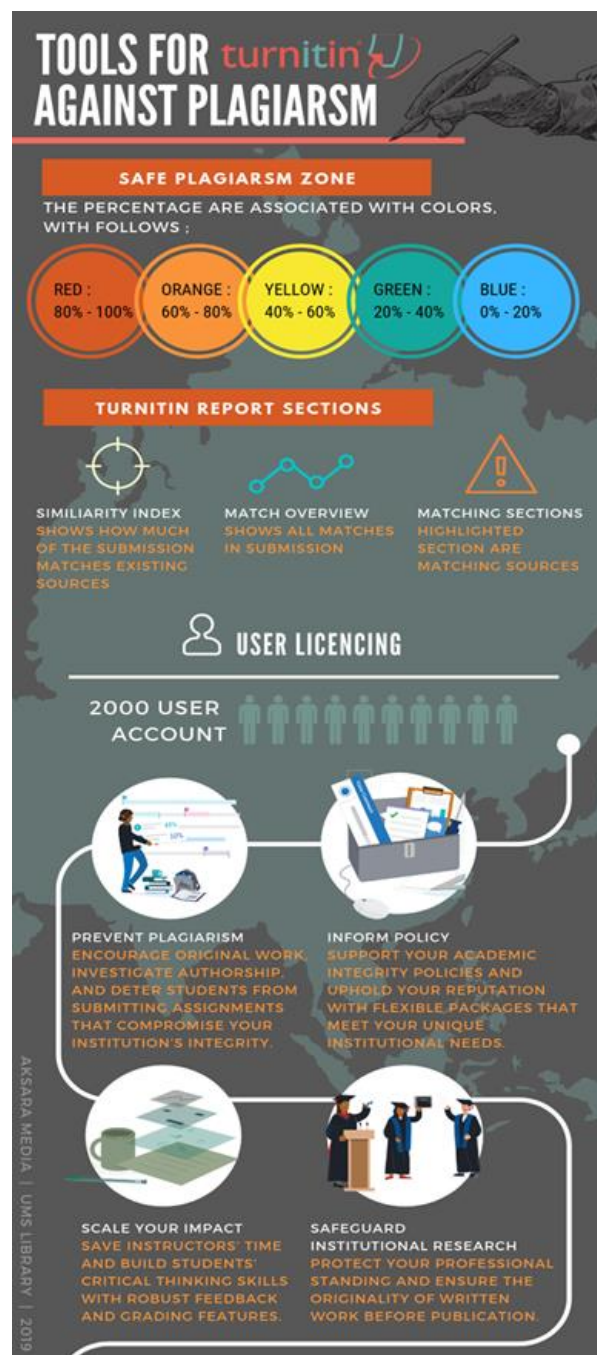 TOOLS FOR turnitin
AGAINST PLAGIARSM
SAFE PLAGIARSM ZONE
THE PERCENTAGE ARE ASSOCIATED WITH COLORS,
WITH FOLLOWS ;
RED :
80% - 100%
ORANGE :
60% - 80%
YELLOW :
40% - 60%
GREEN :
20% - 40%
BLUE :
0% - 20%
TURNITIN REPORT SECTIONS
SIMILIARITY INDEX
SHOWS HOW MUCH
OF THE SUBMISSION
MATCHES EXISTING
SOURCES
MATCH OVERVIEW
SHOWS ALL MATCHES
IN SUBMISSION
MATCHING SECTIONS
HIGHLIGHTED
SECTION ARE
MATCHING SOURCES
USER LICENCING
2000 USER
ACCOUNT
PREVENT PLAGIARISM
ENCOURAGE ORIGINAL WORK,
INVESTIGATE AUTHORSHIP,
AND DETER STUDENTS FROM
SUBMITTING ASSIGNMENTS
THAT COMPROMISE YOUR
INSTITUTION'S INTEGRITY.
INFORM POLICY
SUPPORT YOUR ACADEMIC
INTEGRITY POLICIES AND
UPHOLD YOUR REPUTATION
WITH FLEXIBLE PACKAGES THAT
MEET YOUR UNIQUE
INSTITUTIONAL NEEDS.
SCALE YOUR IMPACT
SAVE INSTRUCTORS' TIME
AND BUILD STUDENTS'
CRITICAL THINKING SKILLS
WITH ROBUST FEEDBACK
AND GRADING FEATURES.
SAFEGUARD
INSTITUTIONAL RESEARCH
PROTECT YOUR PROFESSIONAL
STANDING AND ENSURE THE
ORIGINALITY OF WRITTEN
WORK BEFORE PUBLICATION.
AKSARA MEDIA | UMS LIBRARY | 2019